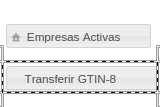 Empresas Activas
Transferir GTIN-8